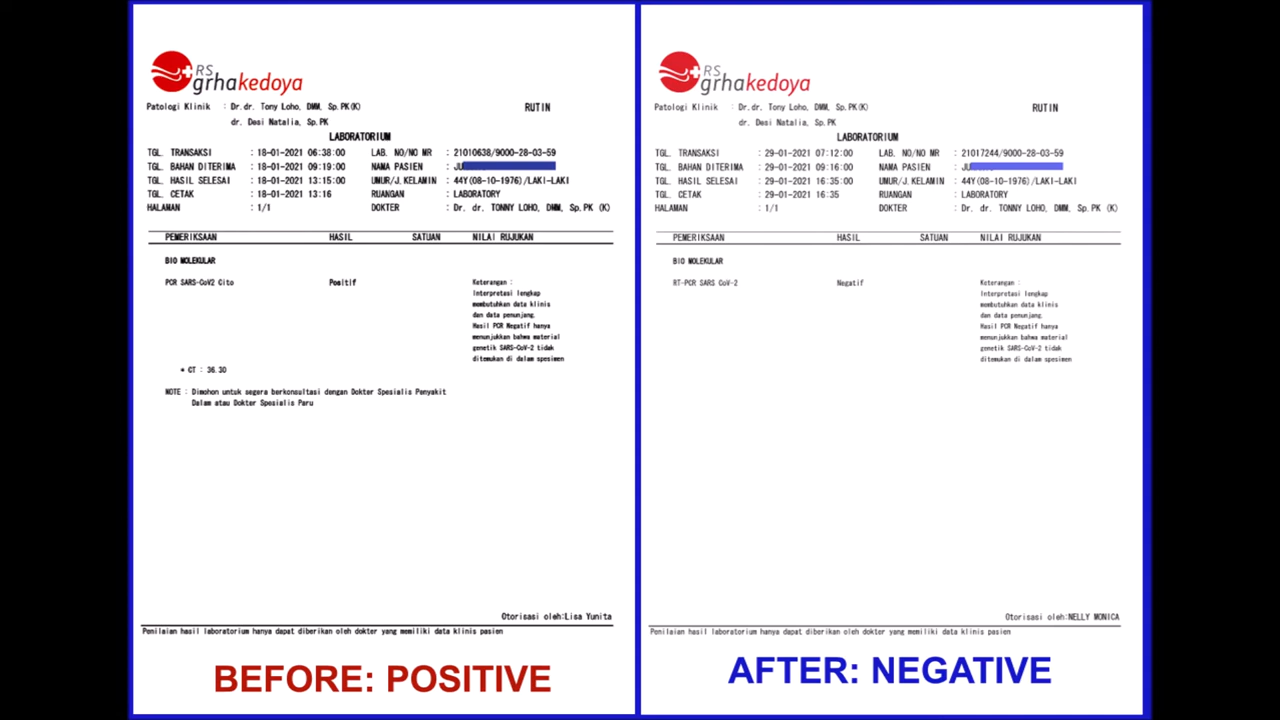 RS
grhakedoya
Patologi Klinik : Dr.dr. Tony Loho, DMM, Sp.PK(K)
RUTIN
dr. Desi Natalia, Sp.PK
LABORATORIUM
TGL. TRANSAKSI : 18-01-2021 06:38:00 LAB. NO/NO MR : 21010638/9000-28-03-59
TGL. BAHAN DITERIMA : 18-01-2021 09:19:00 NAMA PASIEN : JU
TGL. HASIL SELESAI : 18-01-2021 13:15:00 UMUR/J.KELAMIN : 44Y(08-10-1976)/LAKI-LAKI
TGL. CETAK : 18-01-2021 13:16 RUANGAN : LABORATORY
HALAMAN : 1/1 DOKTER : Dr. dr. TONNY LOHO, DMM, Sp.PK (K)
PEMERIKSAAN HASIL SATUAN NILAI RUJUKAN
BIO MOLEKULAR
PCR SARS-CoV2 Cito Positif Keterangan :
Interpretasi lengkap
membutuhkan data klinis
dan data penunjang.
Hasil PCR Negatif hanya
menunjukkan bahwa material
genetik SARS-CoV-2 tidak
ditemukan di dalam spesimen
* CT : 36.30
NOTE : Dimohon untuk segera berkonsultasi dengan Dokter Spesialis Penyakit
Dalam atau Dokter Spesialis Paru
Otorisasi oleh:Lisa Yunita
Penilaian hasil laboratorium hanya dapat diberikan oleh dokter yang memiliki data klinis pasien
BEFORE: POSITIVE
RS
grhakedoya
Patologi Klinik : Dr.dr. Tony Loho, DMM, Sp.PK(K)
RUTIN
dr. Desi Natalia, Sp.PK
LABORATORIUM
TGL. TRANSAKSI : 29-01-2021 07:12:00 LAB. NO/NO MR : 21017244/9000-28-03-59
TGL. BAHAN DITERIMA : 29-01-2021 09:16:00 NAMA PASIEN : JU
TGL. HASIL SELESAI : 29-01-2021 16:35:00 UMUR/J.KELAMIN : 44Y(08-10-1976)/LAKI-LAKI
TGL. CETAK : 29-01-2021 16:35 RUANGAN : LABORATORY
HALAMAN : 1/1 DOKTER : Dr. dr. TONNY LOHO, DMM, Sp.PK (K)
PEMERIKSAAN HASIL SATUAN NILAI RUJUKAN
BIO MOLEKULAR
RT-PCR SARS CoV-2 Negatif Keterangan :
Interpretasi lengkap
membutuhkan data klinis
dan data penunjang.
Hasil PCR Negatif hanya
menunjukkan bahwa material
genetik SARS-CoV-2 tidak
ditemukan di dalam spesimen
Otorisasi oleh:NELLY MONICA
Penilaian hasil laboratorium hanya dapat diberikan oleh dokter yang memiliki data klinis pasien
AFTER: NEGATIVE